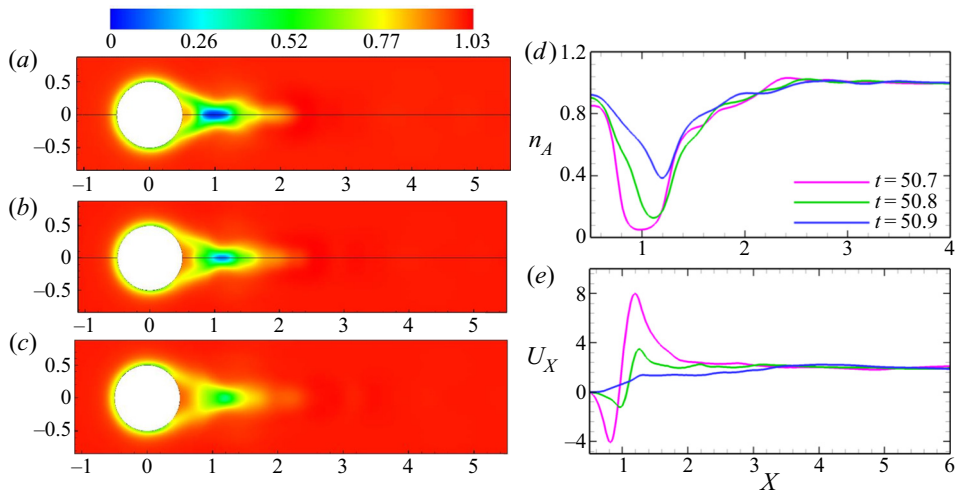 0 0.26 0.52 0.77 1.03
(a)
0.5
0
−0.5
−1 0 1 2 3 4 5
(b)
0.5
0
−0.5
−1 0 1 2 3 4 5
(c)
0.5
0
−0.5
−1 0 1 2 3 4 5
(d)
1.2
0.8
n_A
0.4
0
t = 50.7
t = 50.8
t = 50.9
0 1 2 3 4
(e)
8
4
U_X
0
−4
1 2 3 4 5 6
X